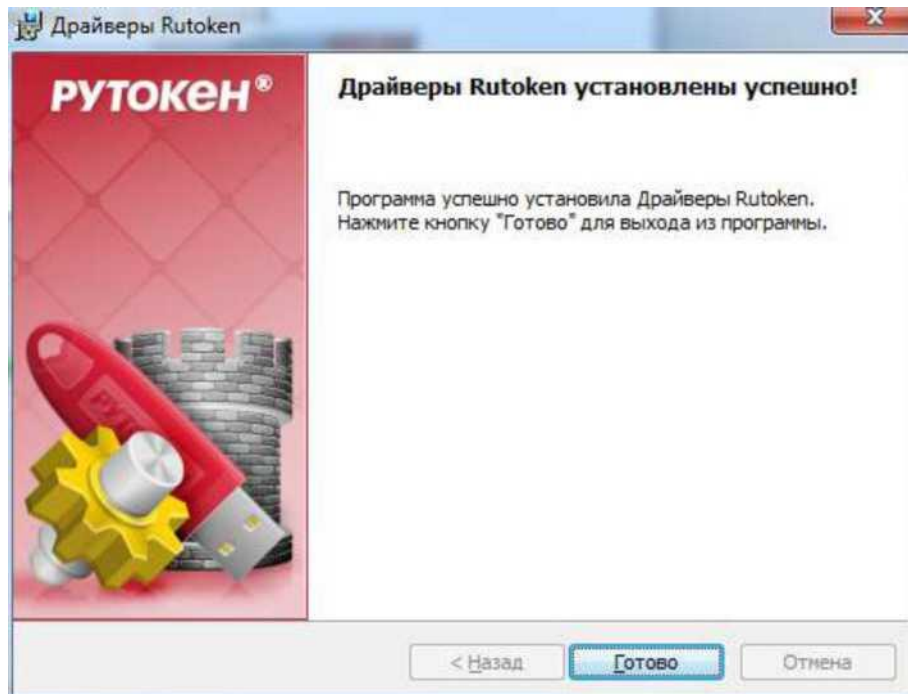 Драйверы Rutoken
РУТОКЕН®
Драйверы Rutoken установлены успешно!
Программа успешно установила Драйверы Rutoken.
Нажмите кнопку "Готово" для выхода из программы.
< Назад
Готово
Отмена